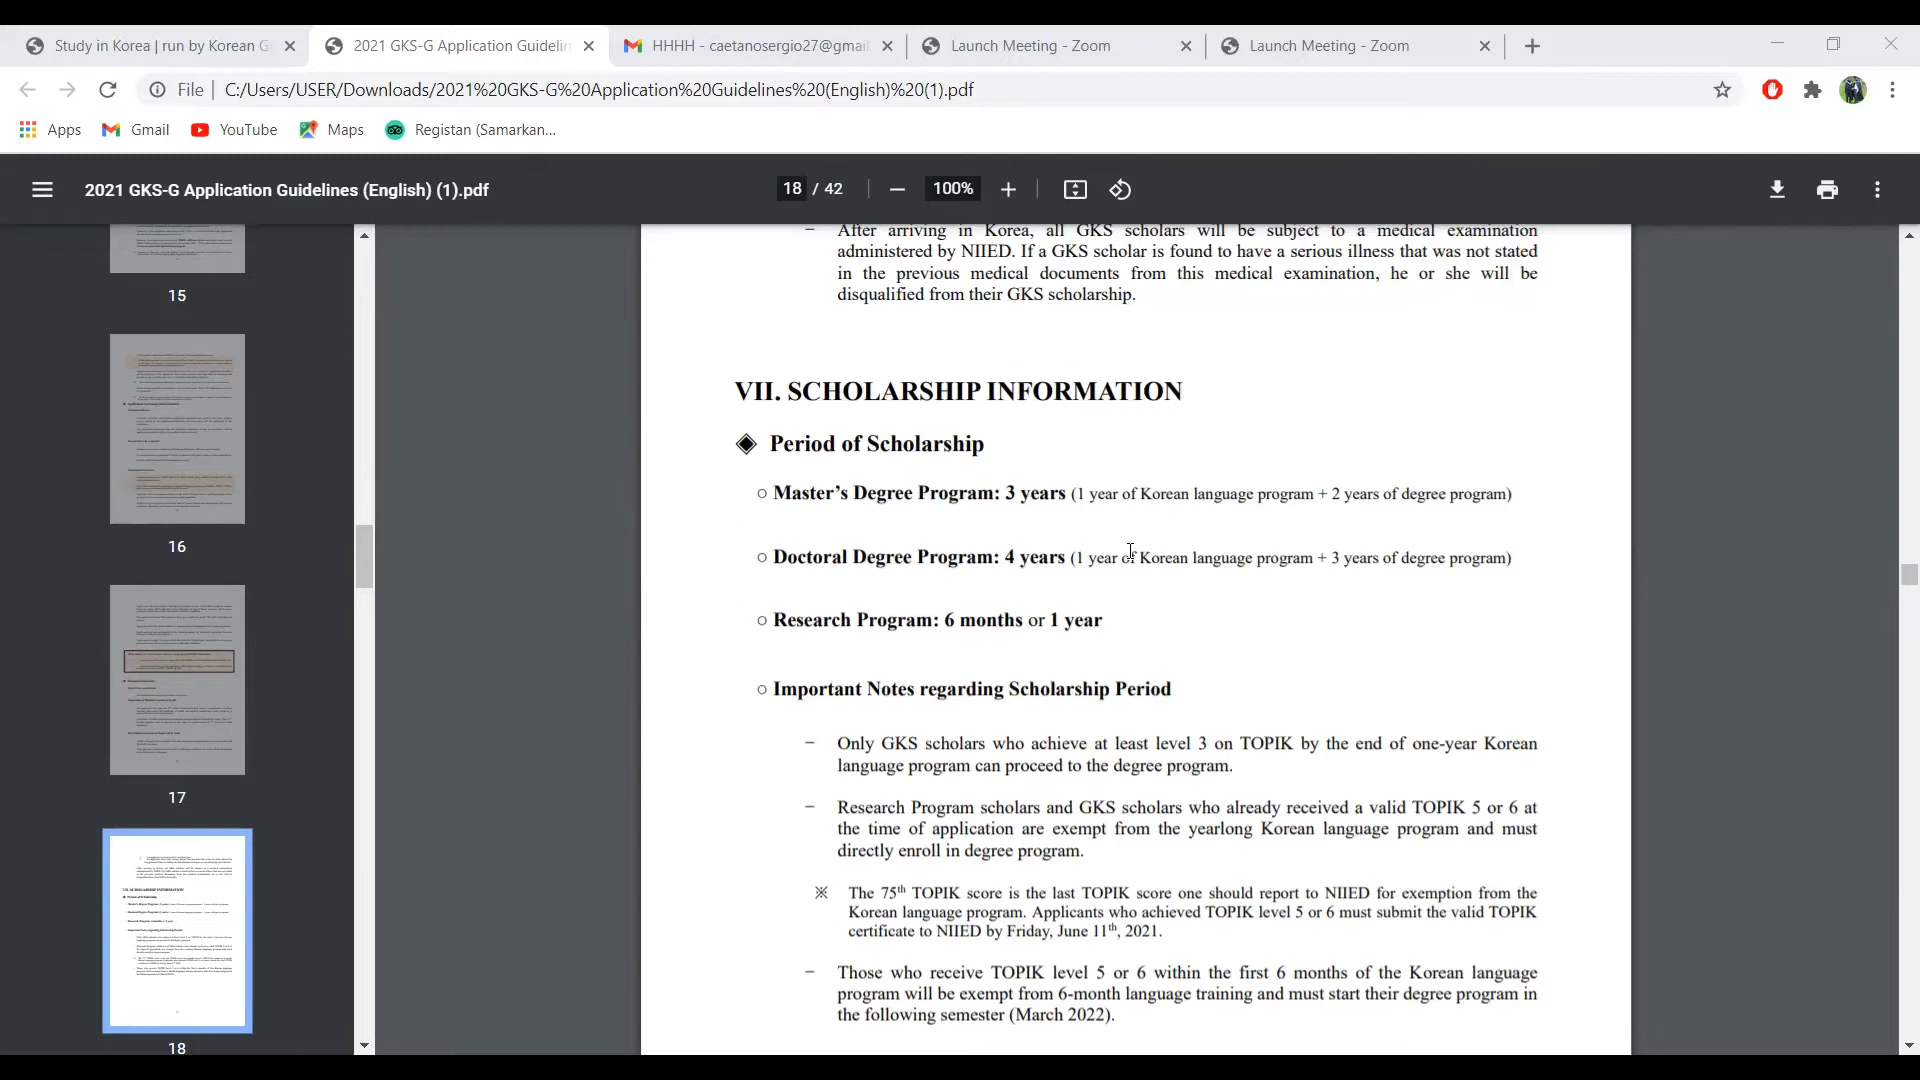 Study in Korea | run by Korean G
2021 GKS-G Application Guidelin
HHHH - caetanosergio27@gmai
Launch Meeting - Zoom
Launch Meeting - Zoom
File
C:/Users/USER/Downloads/2021%20GKS-G%20Application%20Guidelines%20(English)%20(1).pdf
Apps
Gmail
YouTube
Maps
Registan (Samarkan...
2021 GKS-G Application Guidelines (English) (1).pdf
18 / 42
100%
15
16
17
18
– After arriving in Korea, all GKS scholars will be subject to a medical examination
administered by NIIED. If a GKS scholar is found to have a serious illness that was not stated
in the previous medical documents from this medical examination, he or she will be
disqualified from their GKS scholarship.
VII. SCHOLARSHIP INFORMATION
◈ Period of Scholarship
○ Master’s Degree Program: 3 years (1 year of Korean language program + 2 years of degree program)
○ Doctoral Degree Program: 4 years (1 year of Korean language program + 3 years of degree program)
○ Research Program: 6 months or 1 year
○ Important Notes regarding Scholarship Period
– Only GKS scholars who achieve at least level 3 on TOPIK by the end of one-year Korean
language program can proceed to the degree program.
– Research Program scholars and GKS scholars who already received a valid TOPIK 5 or 6 at
the time of application are exempt from the yearlong Korean language program and must
directly enroll in degree program.
※ The 75th TOPIK score is the last TOPIK score one should report to NIIED for exemption from the
Korean language program. Applicants who achieved TOPIK level 5 or 6 must submit the valid TOPIK
certificate to NIIED by Friday, June 11th, 2021.
– Those who receive TOPIK level 5 or 6 within the first 6 months of the Korean language
program will be exempt from 6-month language training and must start their degree program in
the following semester (March 2022).